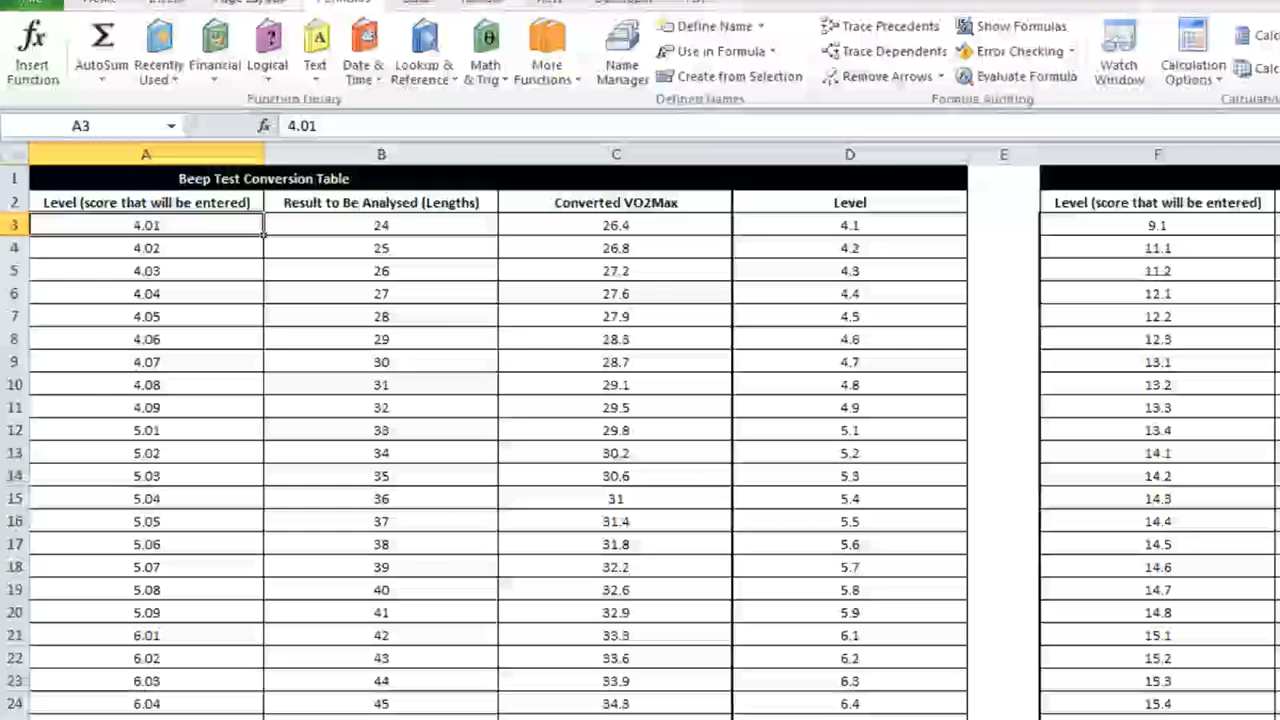 fx Σ ? A θ
Insert Function
AutoSum
Recently Used
Financial
Logical
Text
Date & Time
Lookup & Reference
Math & Trig
More Functions
Name Manager
Define Name
Use in Formula
Create from Selection
Trace Precedents
Trace Dependents
Remove Arrows
Show Formulas
Error Checking
Evaluate Formula
Watch Window
Calculation Options
Function Library
Defined Names
Formula Auditing
A3 fx 4.01
A B C D E F
1 Beep Test Conversion Table
2 Level (score that will be entered) Result to Be Analysed (Lengths) Converted VO2Max Level Level (score that will be entered)
3 4.01 24 26.4 4.1 9.1
4 4.02 25 26.8 4.2 11.1
5 4.03 26 27.2 4.3 11.2
6 4.04 27 27.6 4.4 12.1
7 4.05 28 27.9 4.5 12.2
8 4.06 29 28.3 4.6 12.3
9 4.07 30 28.7 4.7 13.1
10 4.08 31 29.1 4.8 13.2
11 4.09 32 29.5 4.9 13.3
12 5.01 33 29.8 5.1 13.4
13 5.02 34 30.2 5.2 14.1
14 5.03 35 30.6 5.3 14.2
15 5.04 36 31 5.4 14.3
16 5.05 37 31.4 5.5 14.4
17 5.06 38 31.8 5.6 14.5
18 5.07 39 32.2 5.7 14.6
19 5.08 40 32.6 5.8 14.7
20 5.09 41 32.9 5.9 14.8
21 6.01 42 33.3 6.1 15.1
22 6.02 43 33.6 6.2 15.2
23 6.03 44 33.9 6.3 15.3
24 6.04 45 34.3 6.4 15.4